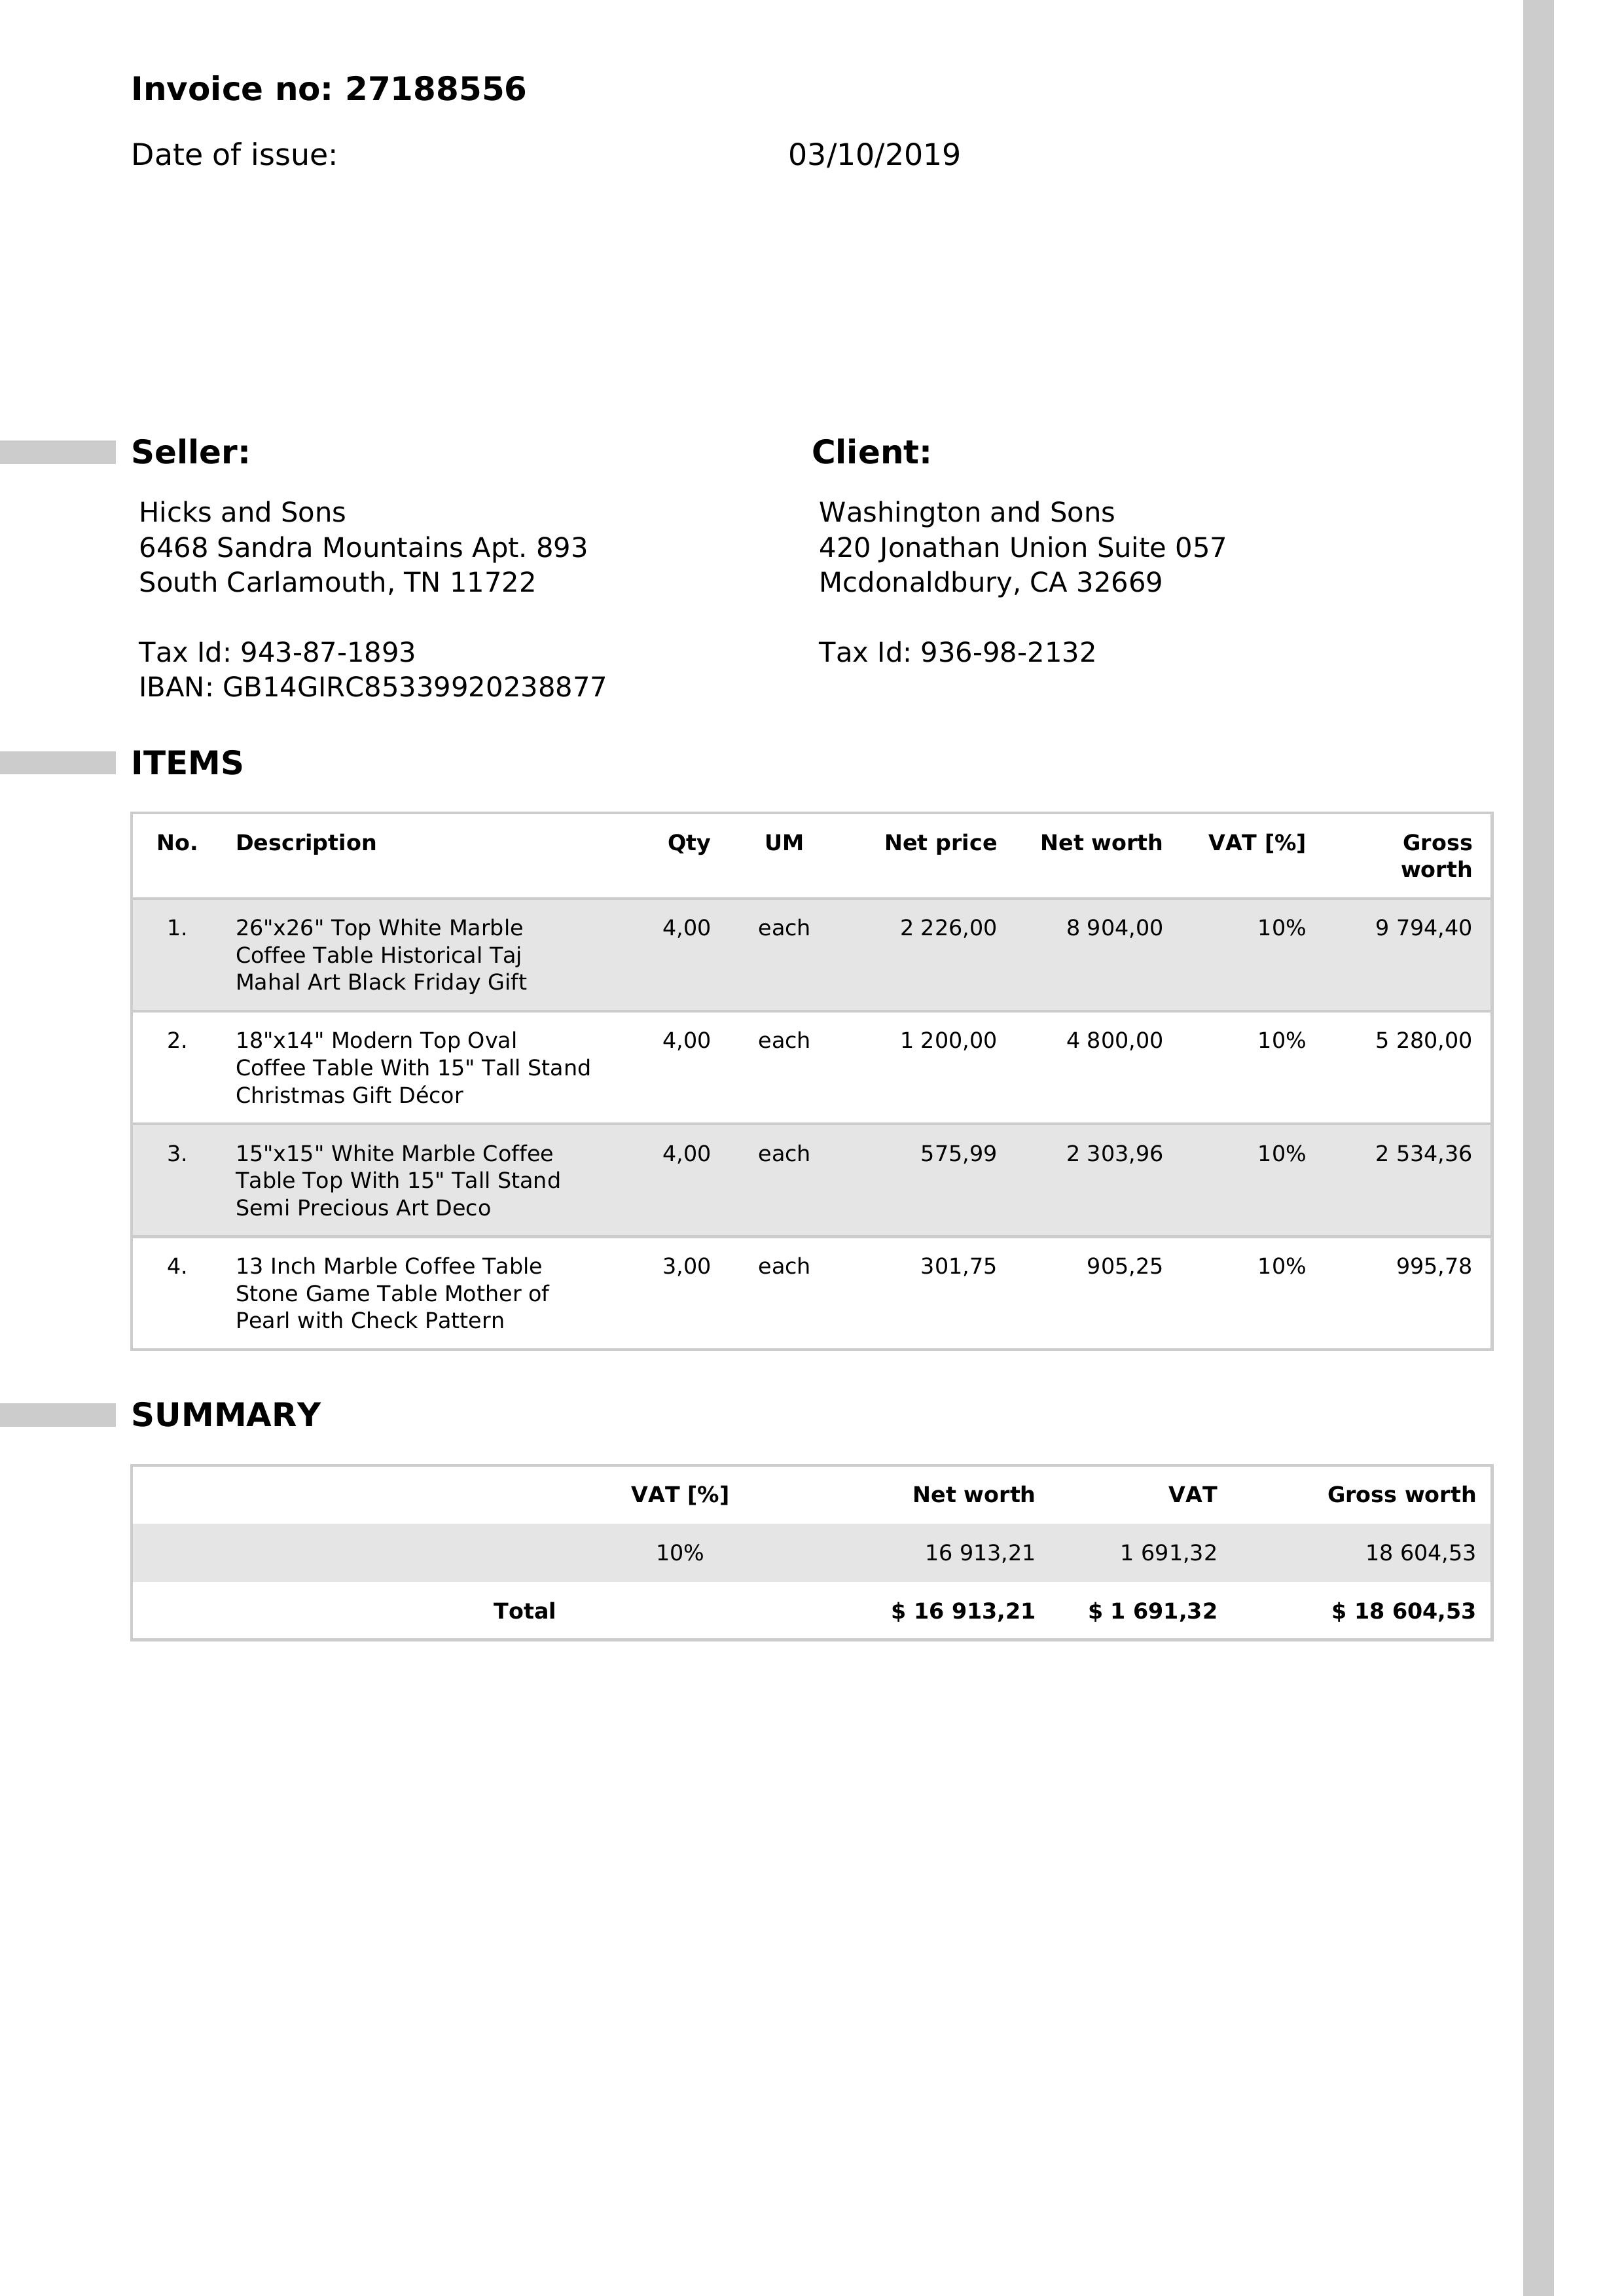 Invoice no: 27188556
Date of issue: 03/10/2019
Seller:
Hicks and Sons
6468 Sandra Mountains Apt. 893
South Carlamouth, TN 11722
Tax Id: 943-87-1893
IBAN: GB14GIRC85339920238877
Client:
Washington and Sons
420 Jonathan Union Suite 057
Mcdonaldbury, CA 32669
Tax Id: 936-98-2132
ITEMS
No. Description Qty UM Net price Net worth VAT [%] Gross
worth
1. 26"x26" Top White Marble 4,00 each 2 226,00 8 904,00 10% 9 794,40
Coffee Table Historical Taj
Mahal Art Black Friday Gift
2. 18"x14" Modern Top Oval 4,00 each 1 200,00 4 800,00 10% 5 280,00
Coffee Table With 15" Tall Stand
Christmas Gift Décor
3. 15"x15" White Marble Coffee 4,00 each 575,99 2 303,96 10% 2 534,36
Table Top With 15" Tall Stand
Semi Precious Art Deco
4. 13 Inch Marble Coffee Table 3,00 each 301,75 905,25 10% 995,78
Stone Game Table Mother of
Pearl with Check Pattern
SUMMARY
VAT [%] Net worth VAT Gross worth
10% 16 913,21 1 691,32 18 604,53
Total $ 16 913,21 $ 1 691,32 $ 18 604,53